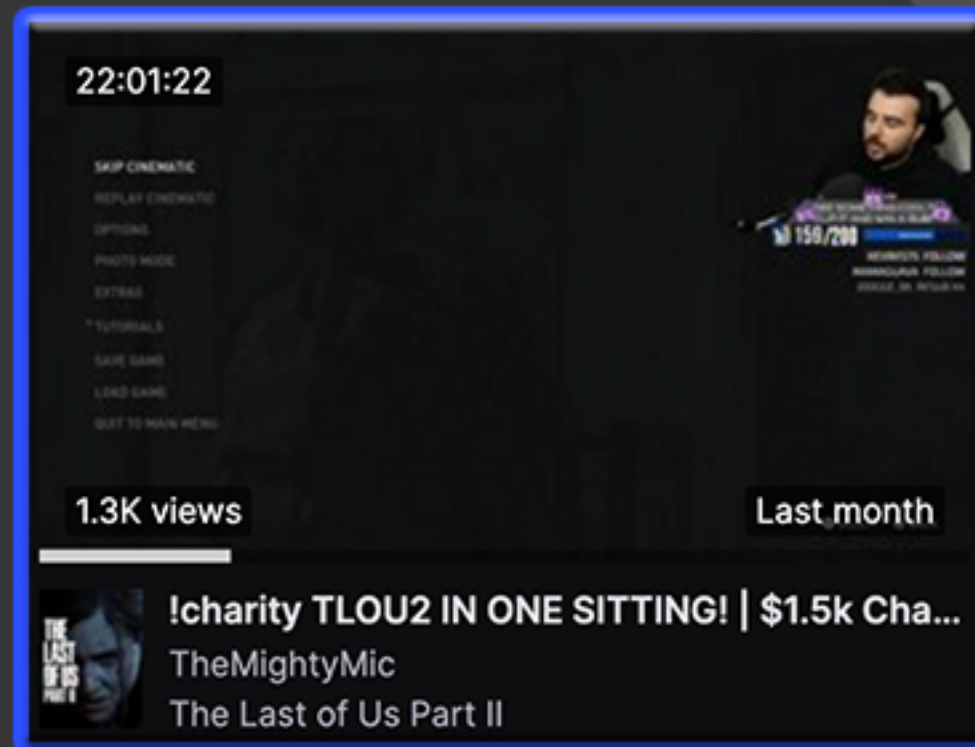 22:01:22
SKIP CINEMATIC
REPLAY CINEMATIC
OPTIONS
PHOTO MODE
EXTRAS
TUTORIALS
SAVE GAME
LOAD GAME
QUIT TO MAIN MENU
159/200
FOLLOW
FOLLOW
1.3K views
Last month
THE
LAST
OF US
PART II
!charity TLOU2 IN ONE SITTING! | $1.5k Cha...
TheMightyMic
The Last of Us Part II